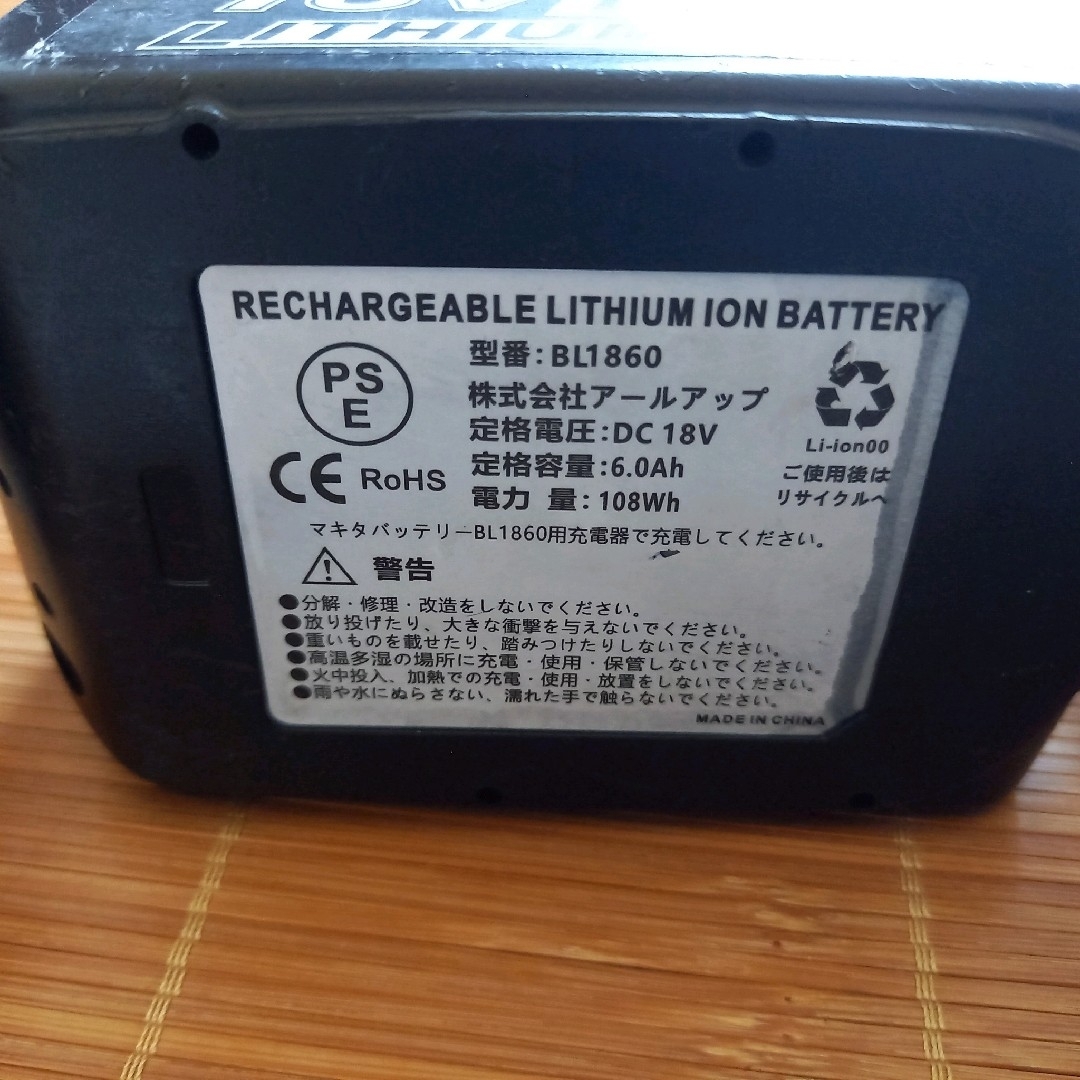 LITHIU
RECHARGEABLE LITHIUM ION BATTERY
PS
E
CE RoHS
型番:BL1860
株式会社アールアップ
定格電圧:DC 18V
定格容量:6.0Ah
電力 量:108Wh
Li-ion00
ご使用後は
リサイクルへ
マキタバッテリーBL1860用充電器で充電してください。
警告
●分解・修理・改造をしないでください。
●放り投げたり、大きな衝撃を与えないでください。
●重いものを載せたり、踏みつけたりしないでください。
●高温多湿の場所に充電・使用・保管しないでください。
●火中投入、加熱での充電・使用・放置をしないでください。
●雨や水にぬらさない、濡れた手で触らないでください。
MADE IN CHINA